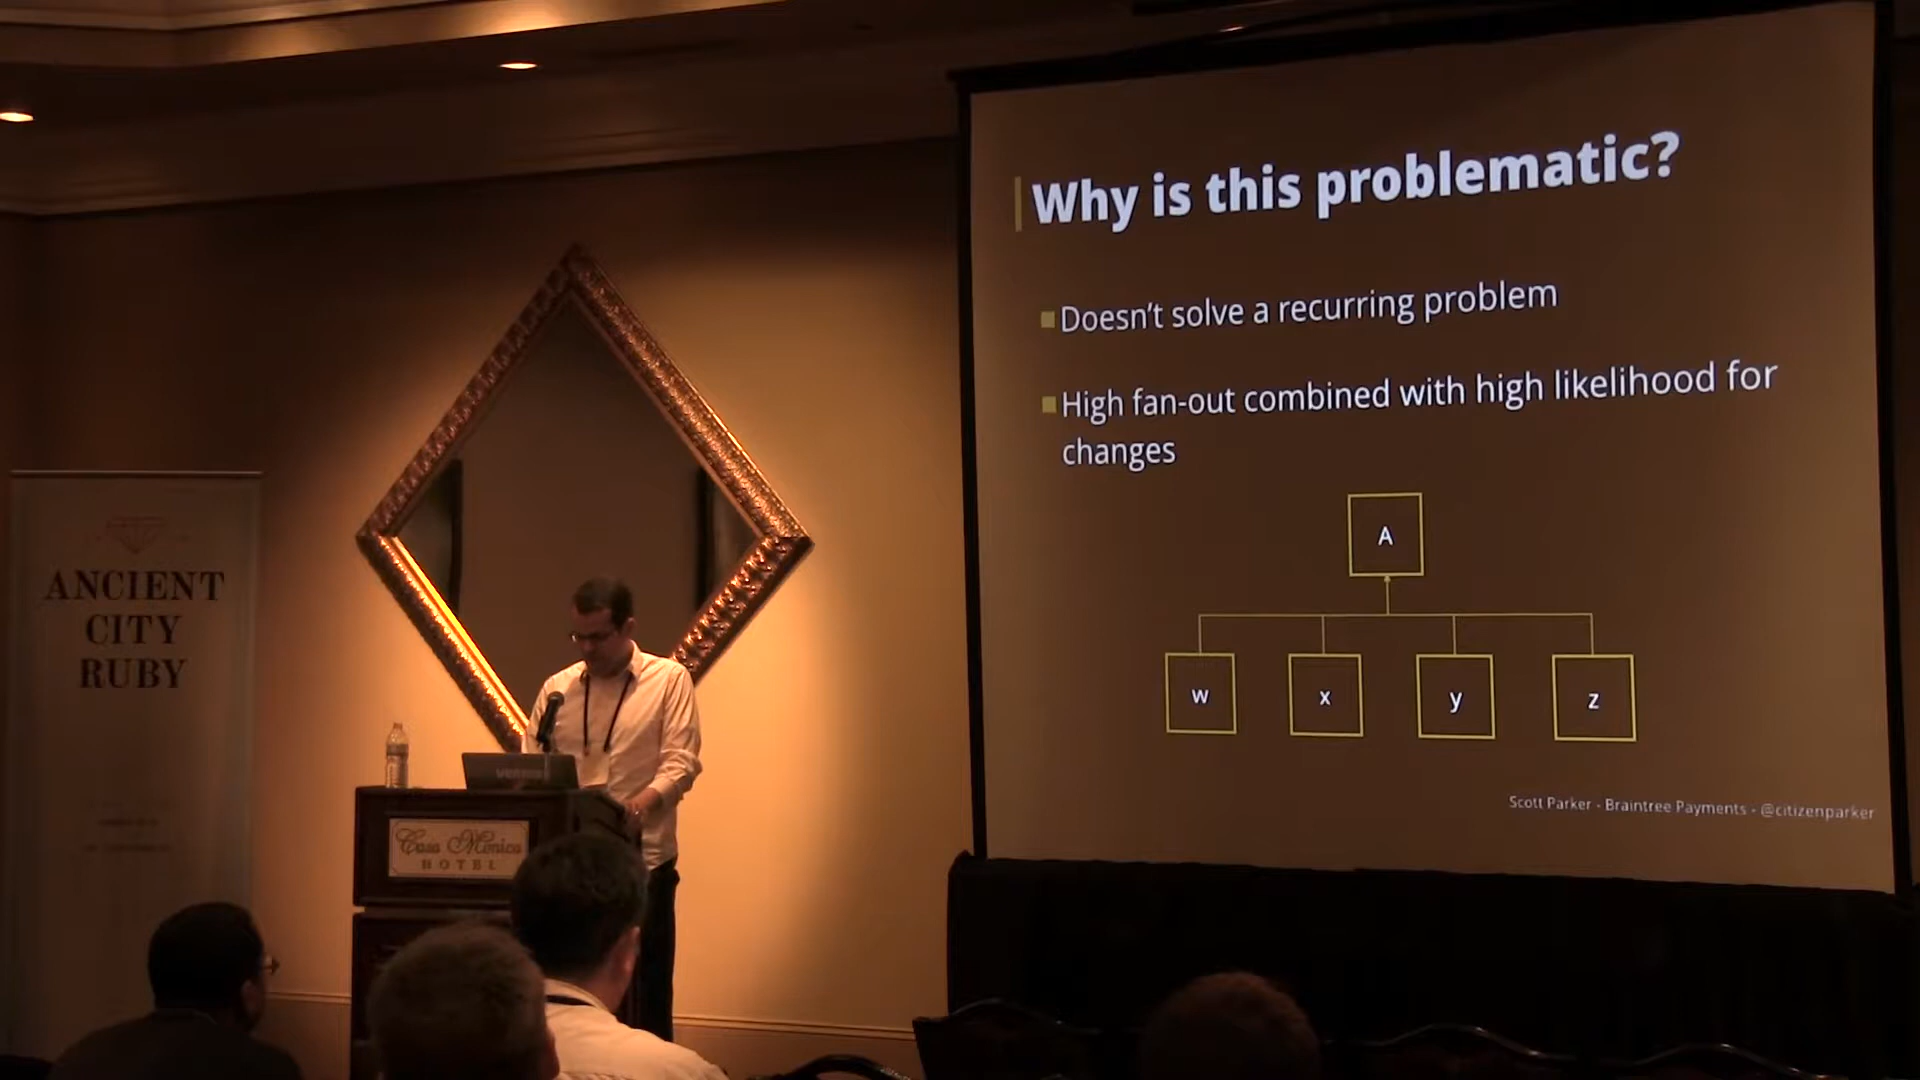 Why is this problematic?
Doesn't solve a recurring problem
High fan-out combined with high likelihood for
changes
A
w x y z
Scott Parker - Braintree Payments - @citizenparker
ANCIENT
CITY
RUBY
Casa Monica
HOTEL